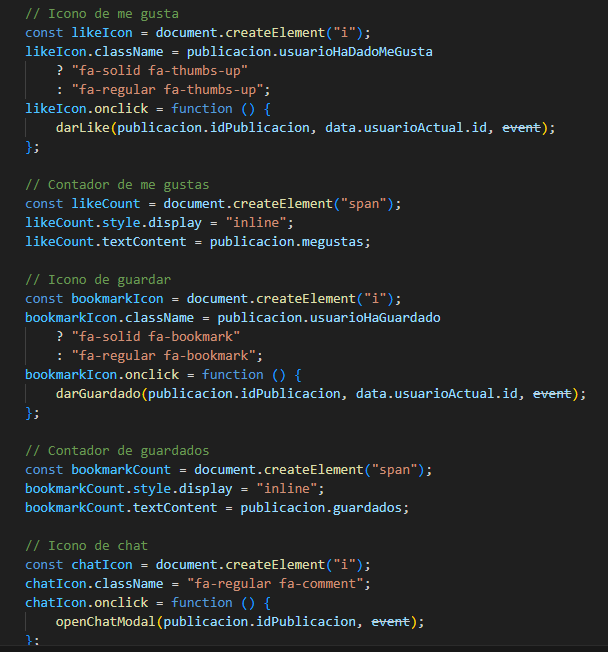 // Icono de me gusta
const likeIcon = document.createElement("i");
likeIcon.className = publicacion.usuarioHaDadoMeGusta
    ? "fa-solid fa-thumbs-up"
    : "fa-regular fa-thumbs-up";
likeIcon.onclick = function () {
    darLike(publicacion.idPublicacion, data.usuarioActual.id, event);
};

// Contador de me gustas
const likeCount = document.createElement("span");
likeCount.style.display = "inline";
likeCount.textContent = publicacion.megustas;

// Icono de guardar
const bookmarkIcon = document.createElement("i");
bookmarkIcon.className = publicacion.usuarioHaGuardado
    ? "fa-solid fa-bookmark"
    : "fa-regular fa-bookmark";
bookmarkIcon.onclick = function () {
    darGuardado(publicacion.idPublicacion, data.usuarioActual.id, event);
};

// Contador de guardados
const bookmarkCount = document.createElement("span");
bookmarkCount.style.display = "inline";
bookmarkCount.textContent = publicacion.guardados;

// Icono de chat
const chatIcon = document.createElement("i");
chatIcon.className = "fa-regular fa-comment";
chatIcon.onclick = function () {
    openChatModal(publicacion.idPublicacion, event);
};